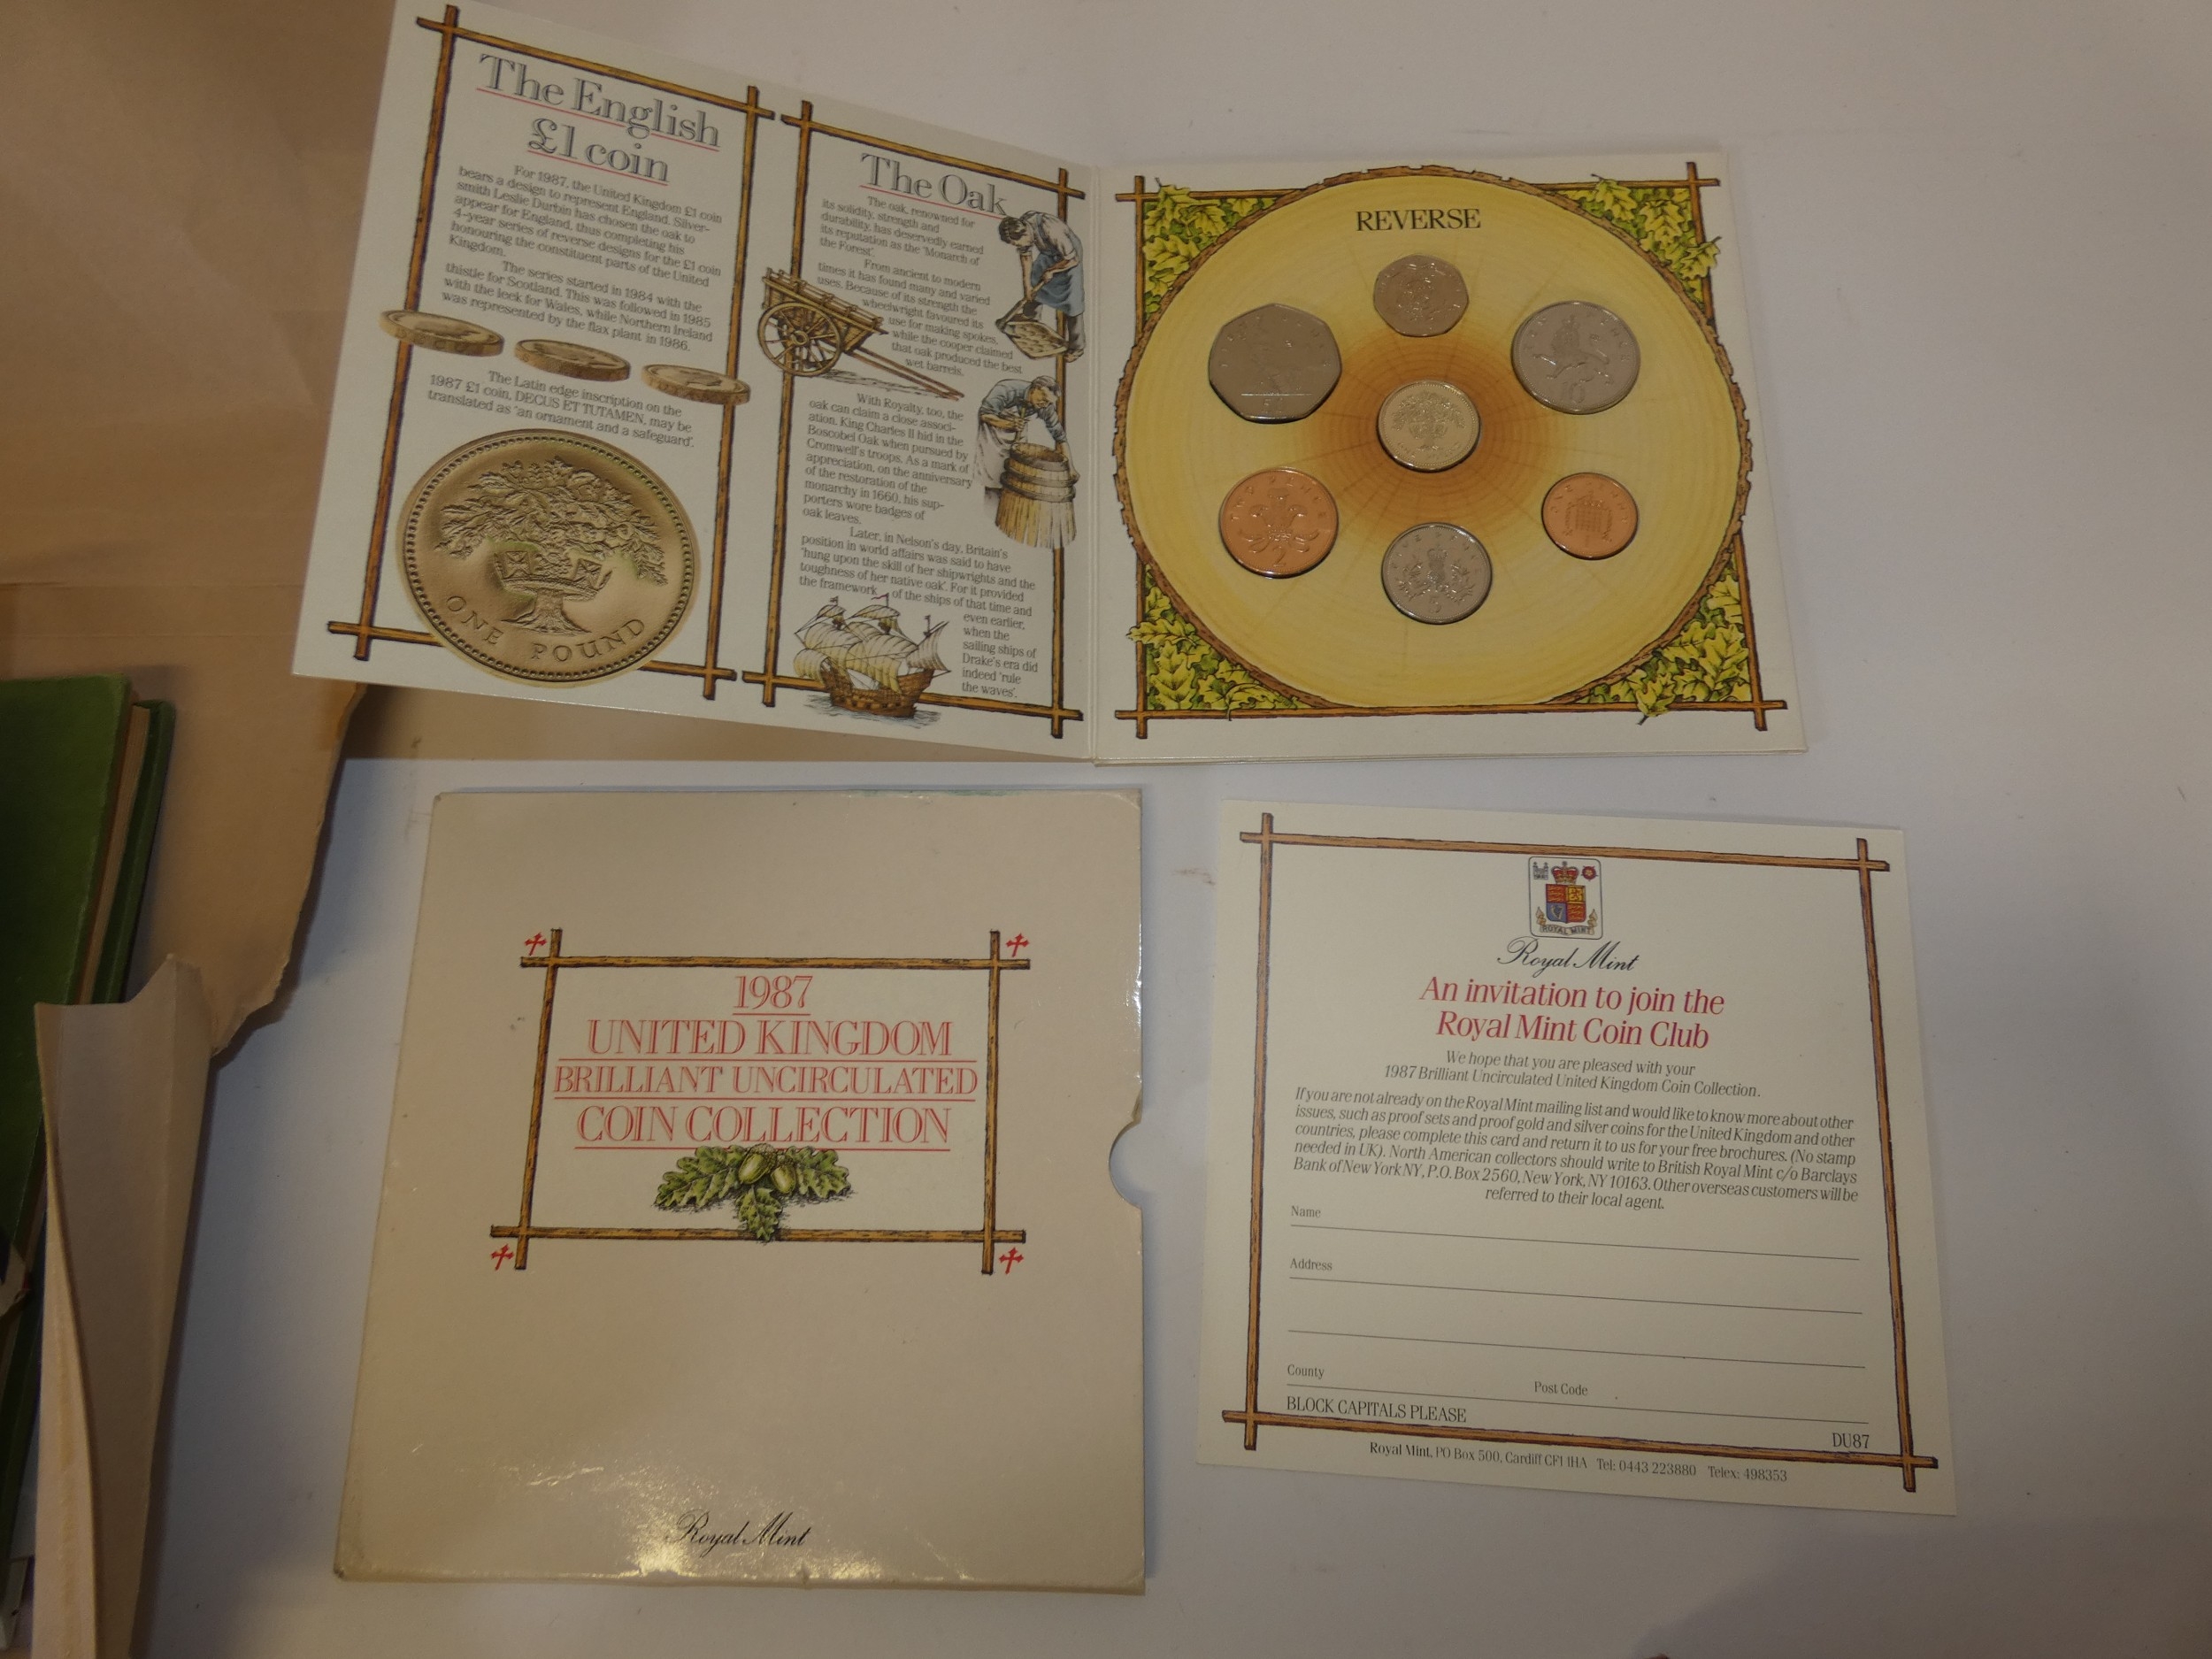 The English
£1 coin
For 1987, the United Kingdom £1 coin
bears a design to represent England. Silver-
smith Leslie Durbin has chosen the oak to
appear for England, thus completing his
4-year series of reverse designs for the £1 coin
honouring the constituent parts of the United
Kingdom.
The series started in 1984 with the
thistle for Scotland. This was followed in 1985
with the leek for Wales, while Northern Ireland
was represented by the flax plant in 1986.
The Latin edge inscription on the
1987 £1 coin, DECUS ET TUTAMEN, may be
translated as 'an ornament and a safeguard'.
ONE POUND
The Oak
The oak, renowned for
its solidity, strength and
durability, has deservedly earned
its reputation as the 'Monarch of
the Forest'.
From ancient to modern
times it has found many and varied
uses. Because of its strength the
wheelwright favoured its
use for making spokes,
while the cooper claimed
that oak produced the best
wet barrels.
With Royalty, too, the
oak can claim a close associ-
ation. King Charles II hid in the
Boscobel Oak when pursued by
Cromwell's troops. As a mark of
appreciation, on the anniversary
of the restoration of the
monarchy in 1660, his sup-
porters wore badges of
oak leaves.
Later, in Nelson's day, Britain's
position in world affairs was said to have
'hung upon the skill of her shipwrights and the
toughness of her native oak'. For it provided
the framework of the ships of that time and
even earlier,
when the
sailing ships of
Drake's era did
indeed 'rule
the waves'.
REVERSE
10
TWO PENCE
2
5
1987
UNITED KINGDOM
BRILLIANT UNCIRCULATED
COIN COLLECTION
Royal Mint
ROYAL MINT
Royal Mint
An invitation to join the
Royal Mint Coin Club
We hope that you are pleased with your
1987 Brilliant Uncirculated United Kingdom Coin Collection.
If you are not already on the Royal Mint mailing list and would like to know more about other
issues, such as proof sets and proof gold and silver coins for the United Kingdom and other
countries, please complete this card and return it to us for your free brochures. (No stamp
needed in UK). North American collectors should write to British Royal Mint c/o Barclays
Bank of New York NY, P.O. Box 2560, New York, NY 10163. Other overseas customers will be
referred to their local agent.
Name
Address
County Post Code
BLOCK CAPITALS PLEASE
DU87
Royal Mint, PO Box 500, Cardiff CF1 1HA Tel: 0443 223880 Telex: 498353